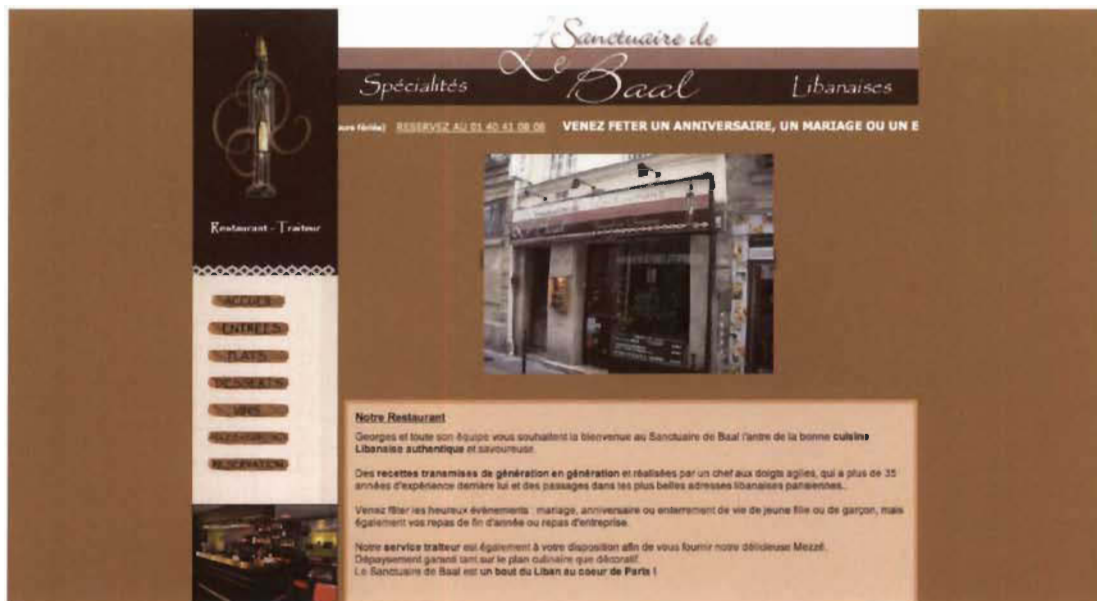 Sanctuaire de
Le Baal
Spécialités
Libanaises
RESERVEZ AU 01 40 41 08 08 VENEZ FETER UN ANNIVERSAIRE, UN MARIAGE OU UN E
Restaurant - Traiteur
ACCUEIL
ENTREES
PLATS
DESSERTS
VINS
RESERVATION
Notre Restaurant
Georges et toute son équipe vous souhaitent la bienvenue au Sanctuaire de Baal l'antre de la bonne cuisine
Libanaise authentique et savoureuse.
Des recettes transmises de génération en génération et réalisées par un chef aux doigts agiles, qui a plus de 35
années d'expérience derrière lui et des passages dans les plus belles adresses libanaises parisiennes..
Venez fêter les heureux évènements : mariage, anniversaire ou enterrement de vie de jeune fille ou de garçon, mais
également vos repas de fin d'année ou repas d'entreprise.
Notre service traiteur est également à votre disposition afin de vous fournir notre délicieuse Mezzé.
Dépaysement garanti tant sur le plan culinaire que décoratif.
Le Sanctuaire de Baal est un bout du Liban au coeur de Paris !